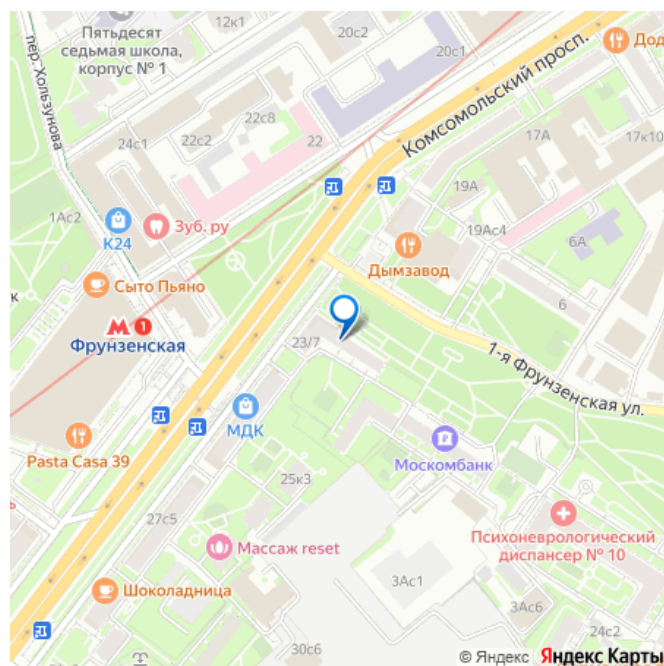 Пятьдесят
седьмая школа,
корпус № 1
12к1
20с2
20с1
Дод
пер. Хользунова
Комсомольский просп.
22с8
24с1
22с2
22
17А
17к10
19А
1Ас2
К24
Зуб. ру
19Ас4
6А
Дымзавод
Сыто Пьяно
к
6
М 1
Фрунзенская
23/7
1-я Фрунзенская ул.
МДК
Pasta Casa 39
Москомбанк
25к3
27с5
Психоневрологический
диспансер № 10
Массаж reset
Шоколадница
3Ас1
3Ас6
24с2
30с6
© Яндекс Яндекс Карты